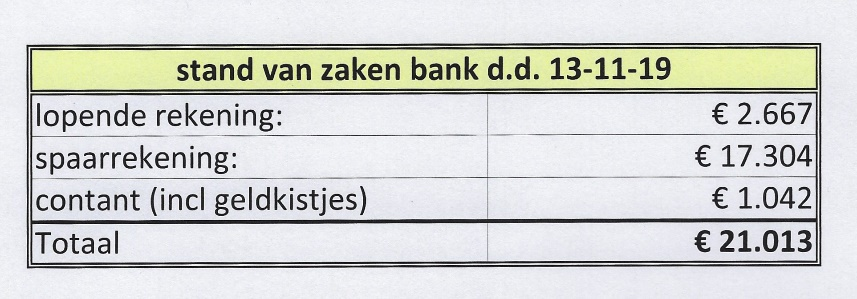 stand van zaken bank d.d. 13-11-19
lopende rekening: € 2.667
spaarrekening: € 17.304
contant (incl geldkistjes) € 1.042
Totaal € 21.013